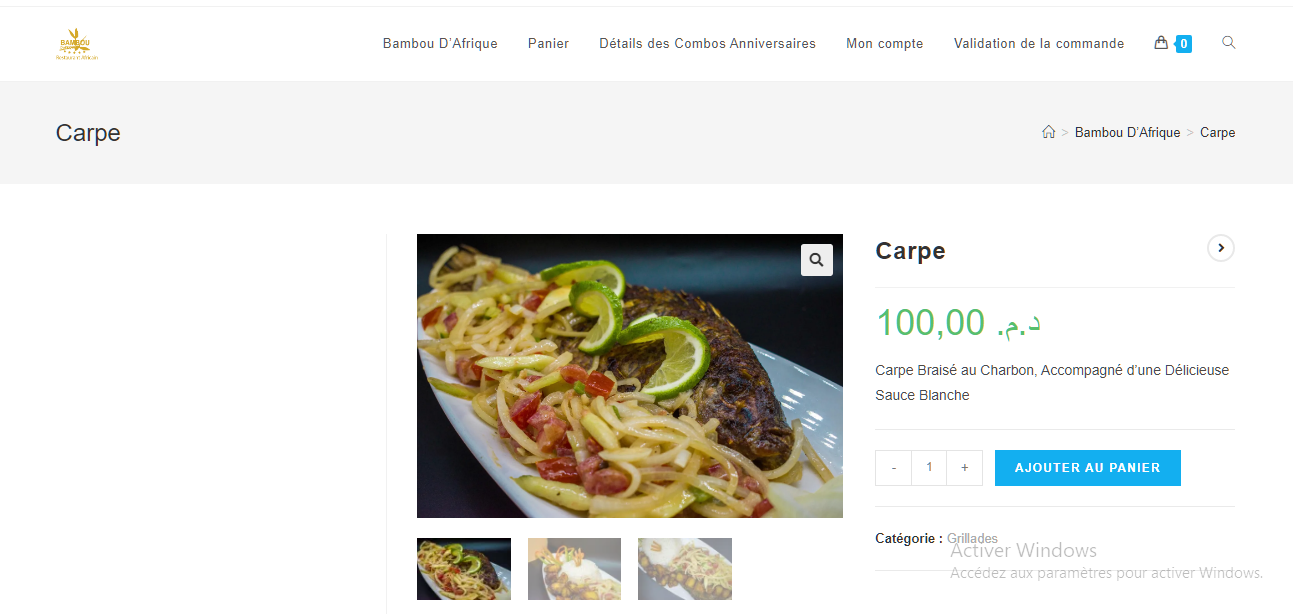 BAMBOU
Restaurant Africain
Bambou D'Afrique Panier Détails des Combos Anniversaires Mon compte Validation de la commande 0
Carpe
> Bambou D'Afrique > Carpe
Carpe
100,00 د.م.
Carpe Braisé au Charbon, Accompagné d'une Délicieuse
Sauce Blanche
- 1 + AJOUTER AU PANIER
Catégorie : Grillades
Activer Windows
Accédez aux paramètres pour activer Windows.